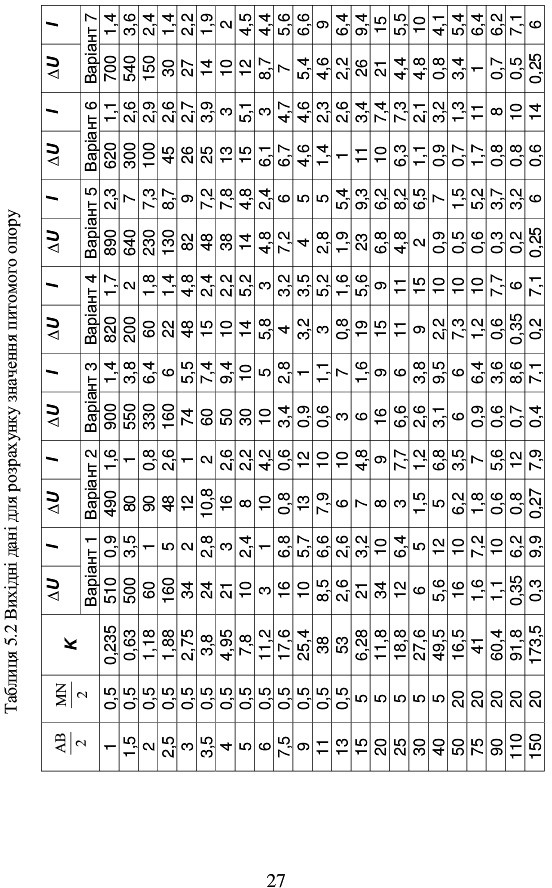 Таблиця 5.2 Вихідні дані для розрахунку значення питомого опору
AB/2 MN/2 K ΔU I ΔU I ΔU I ΔU I ΔU I ΔU I ΔU I
Варіант 1 Варіант 2 Варіант 3 Варіант 4 Варіант 5 Варіант 6 Варіант 7
1 0,5 0,235 510 0,9 490 1,6 900 1,4 820 1,7 890 2,3 620 1,1 700 1,4
1,5 0,5 0,63 500 3,5 80 1 550 3,8 200 2 640 7 300 2,6 540 3,6
2 0,5 1,18 60 1 90 0,8 330 6,4 60 1,8 230 7,3 100 2,9 150 2,4
2,5 0,5 1,88 160 5 48 2,6 160 6 22 1,4 130 8,7 45 2,6 30 1,4
3 0,5 2,75 34 2 12 1 74 5,5 48 4,8 82 9 26 2,7 27 2,2
3,5 0,5 3,8 24 2,8 10,8 2 60 7,4 15 2,4 48 7,2 25 3,9 14 1,9
4 0,5 4,95 21 3 16 2,6 50 9,4 10 2,2 38 7,8 13 3 10 2
5 0,5 7,8 10 2,4 8 2,2 30 10 14 5,2 14 4,8 15 5,1 12 4,5
6 0,5 11,2 3 1 10 4,2 10 5 5,8 3 4,8 2,4 6,1 3 8,7 4,4
7,5 0,5 17,6 16 6,8 0,8 0,6 3,4 2,8 4 3,2 7,2 6 6,7 4,7 7 5,6
9 0,5 25,4 10 5,7 13 12 0,9 1 3,2 3,5 4 5 4,6 4,6 5,4 6,6
11 0,5 38 8,5 6,6 7,9 10 0,6 1,1 3 5,2 2,8 5 1,4 2,3 4,6 9
13 0,5 53 2,6 2,6 6 10 3 7 0,8 1,6 1,9 5,4 1 2,6 2,2 6,4
15 5 6,28 21 3,2 7 4,8 6 1,6 19 5,6 23 9,3 11 3,4 26 9,4
20 5 11,8 34 10 8 9 16 9 15 9 20 6,8 10 7,4 21 15
25 5 18,8 12 6,4 3 7,7 6,6 6 11 11 4,8 8,2 6,3 7,3 4,4 5,5
30 5 27,6 6 12 1,5 1,2 2,6 3,8 9 15 2 6,5 1,1 2,1 4,8 10
40 5 49,5 5,6 5 5 6,8 3,1 9,5 2,2 10 0,9 7 0,9 3,2 0,8 4,1
50 20 16,5 16 10 6,2 3,5 6 6 7,3 10 0,5 1,5 0,7 1,3 3,4 5,4
75 20 41 1,6 7,2 1,8 7 0,9 6,4 1,2 10 0,6 5,2 1,7 11 1 6,4
90 20 60,4 1,1 10 0,6 5,6 0,6 3,6 0,6 7,7 0,3 3,7 0,8 8 0,7 6,2
110 20 91,8 0,35 6,2 0,8 12 0,7 8,6 0,35 6 0,2 3,2 0,8 10 0,5 7,1
150 20 173,5 0,3 9,9 0,27 7,9 0,4 7,1 0,2 7,1 0,25 6 0,6 14 0,25 6
27